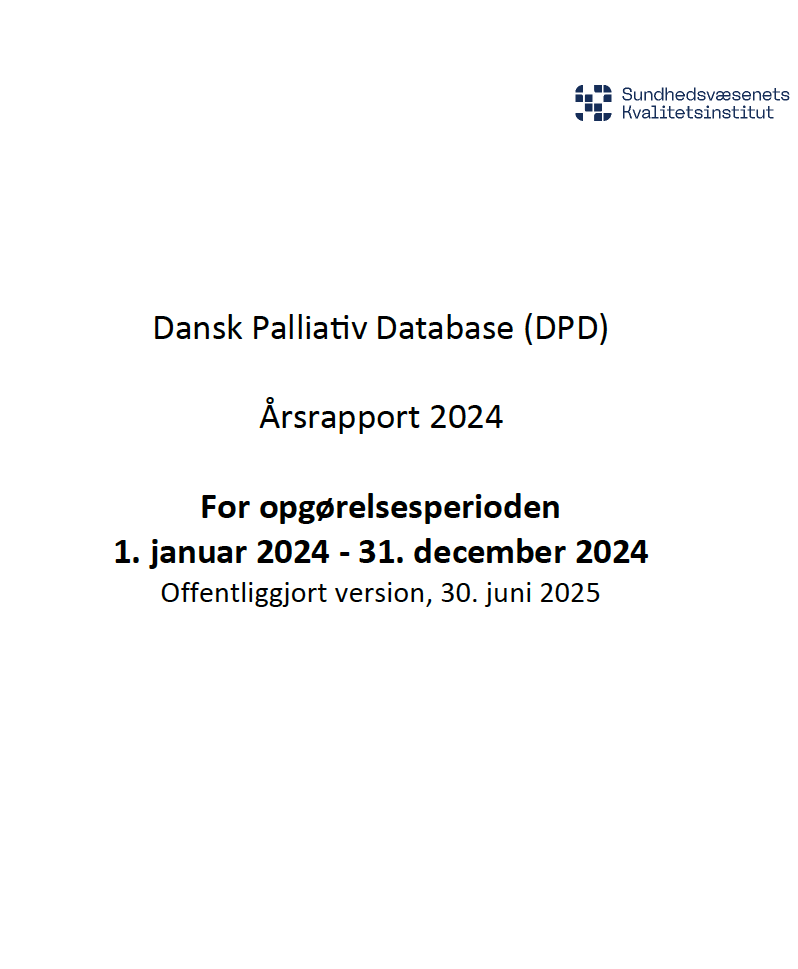 Sundhedsvæsenets
Kvalitetsinstitut
Dansk Palliativ Database (DPD)
Årsrapport 2024
For opgørelsesperioden
1. januar 2024 - 31. december 2024
Offentliggjort version, 30. juni 2025